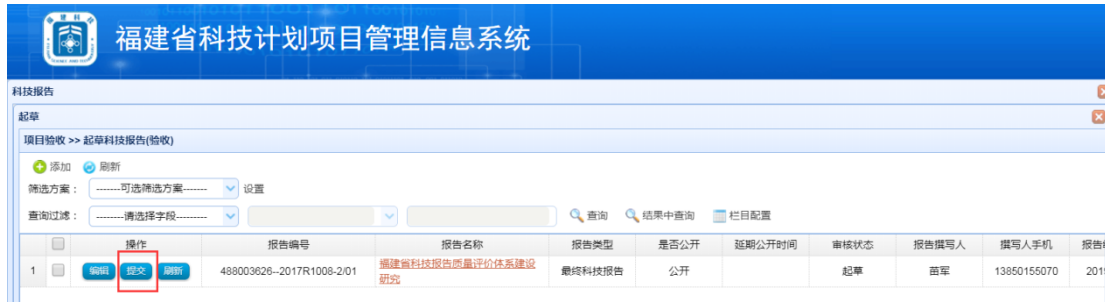 福建省科技计划项目管理信息系统
科技报告
起草
项目验收 >> 起草科技报告(验收)
添加 刷新
筛选方案： -------可选筛选方案------- 设置
查询过滤： --------请选择字段--------- 查询 结果中查询 栏目配置
操作 报告编号 报告名称 报告类型 是否公开 延期公开时间 审核状态 报告撰写人 撰写人手机 报告
1 编辑 提交 刷新 488003626--2017R1008-2/01 福建省科技报告质量评价体系建设 最终科技报告 公开 起草 苗军 13850155070 201
研究